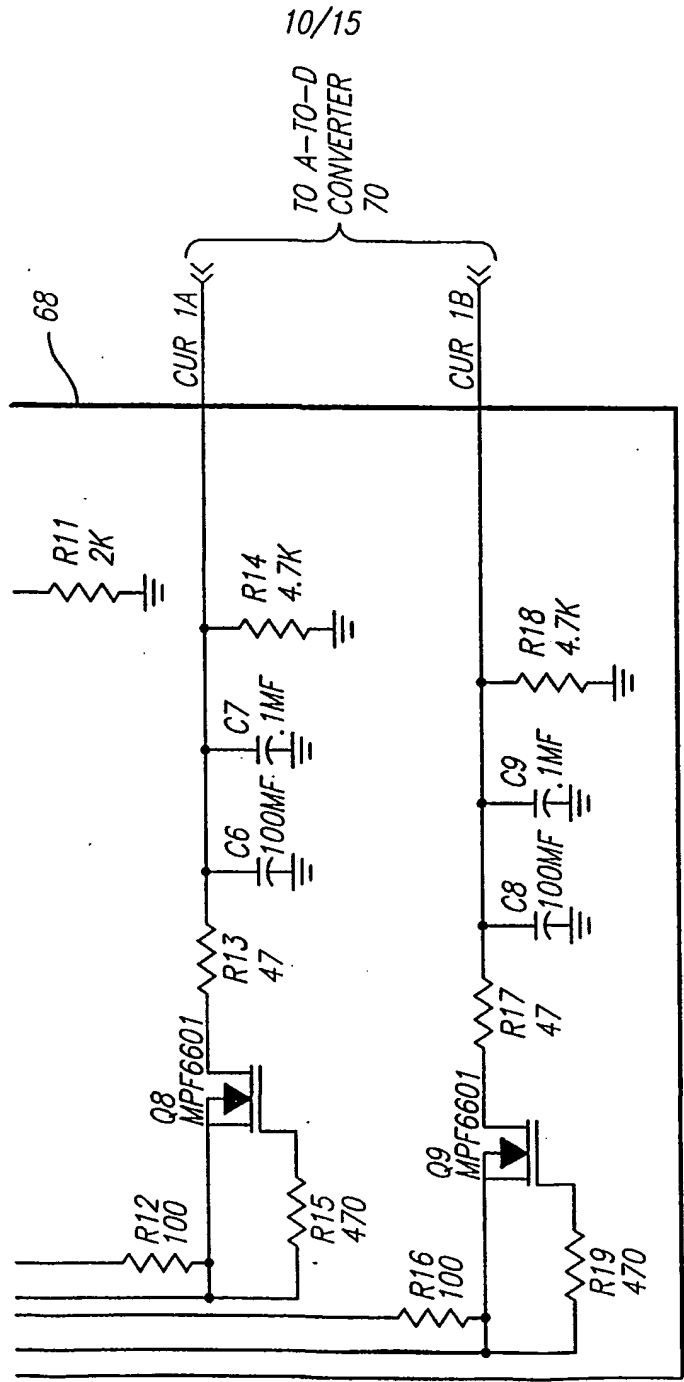 10/15
TO A-TO-D
CONVERTER
70
68
CUR 1A
CUR 1B
R11
2K
R14
4.7K
C7
.1MF
C6
100MF
R13
47
Q8
MPF6601
R12
100
R15
470
R18
4.7K
C9
.1MF
C8
100MF
R17
47
Q9
MPF6601
R16
100
R19
470